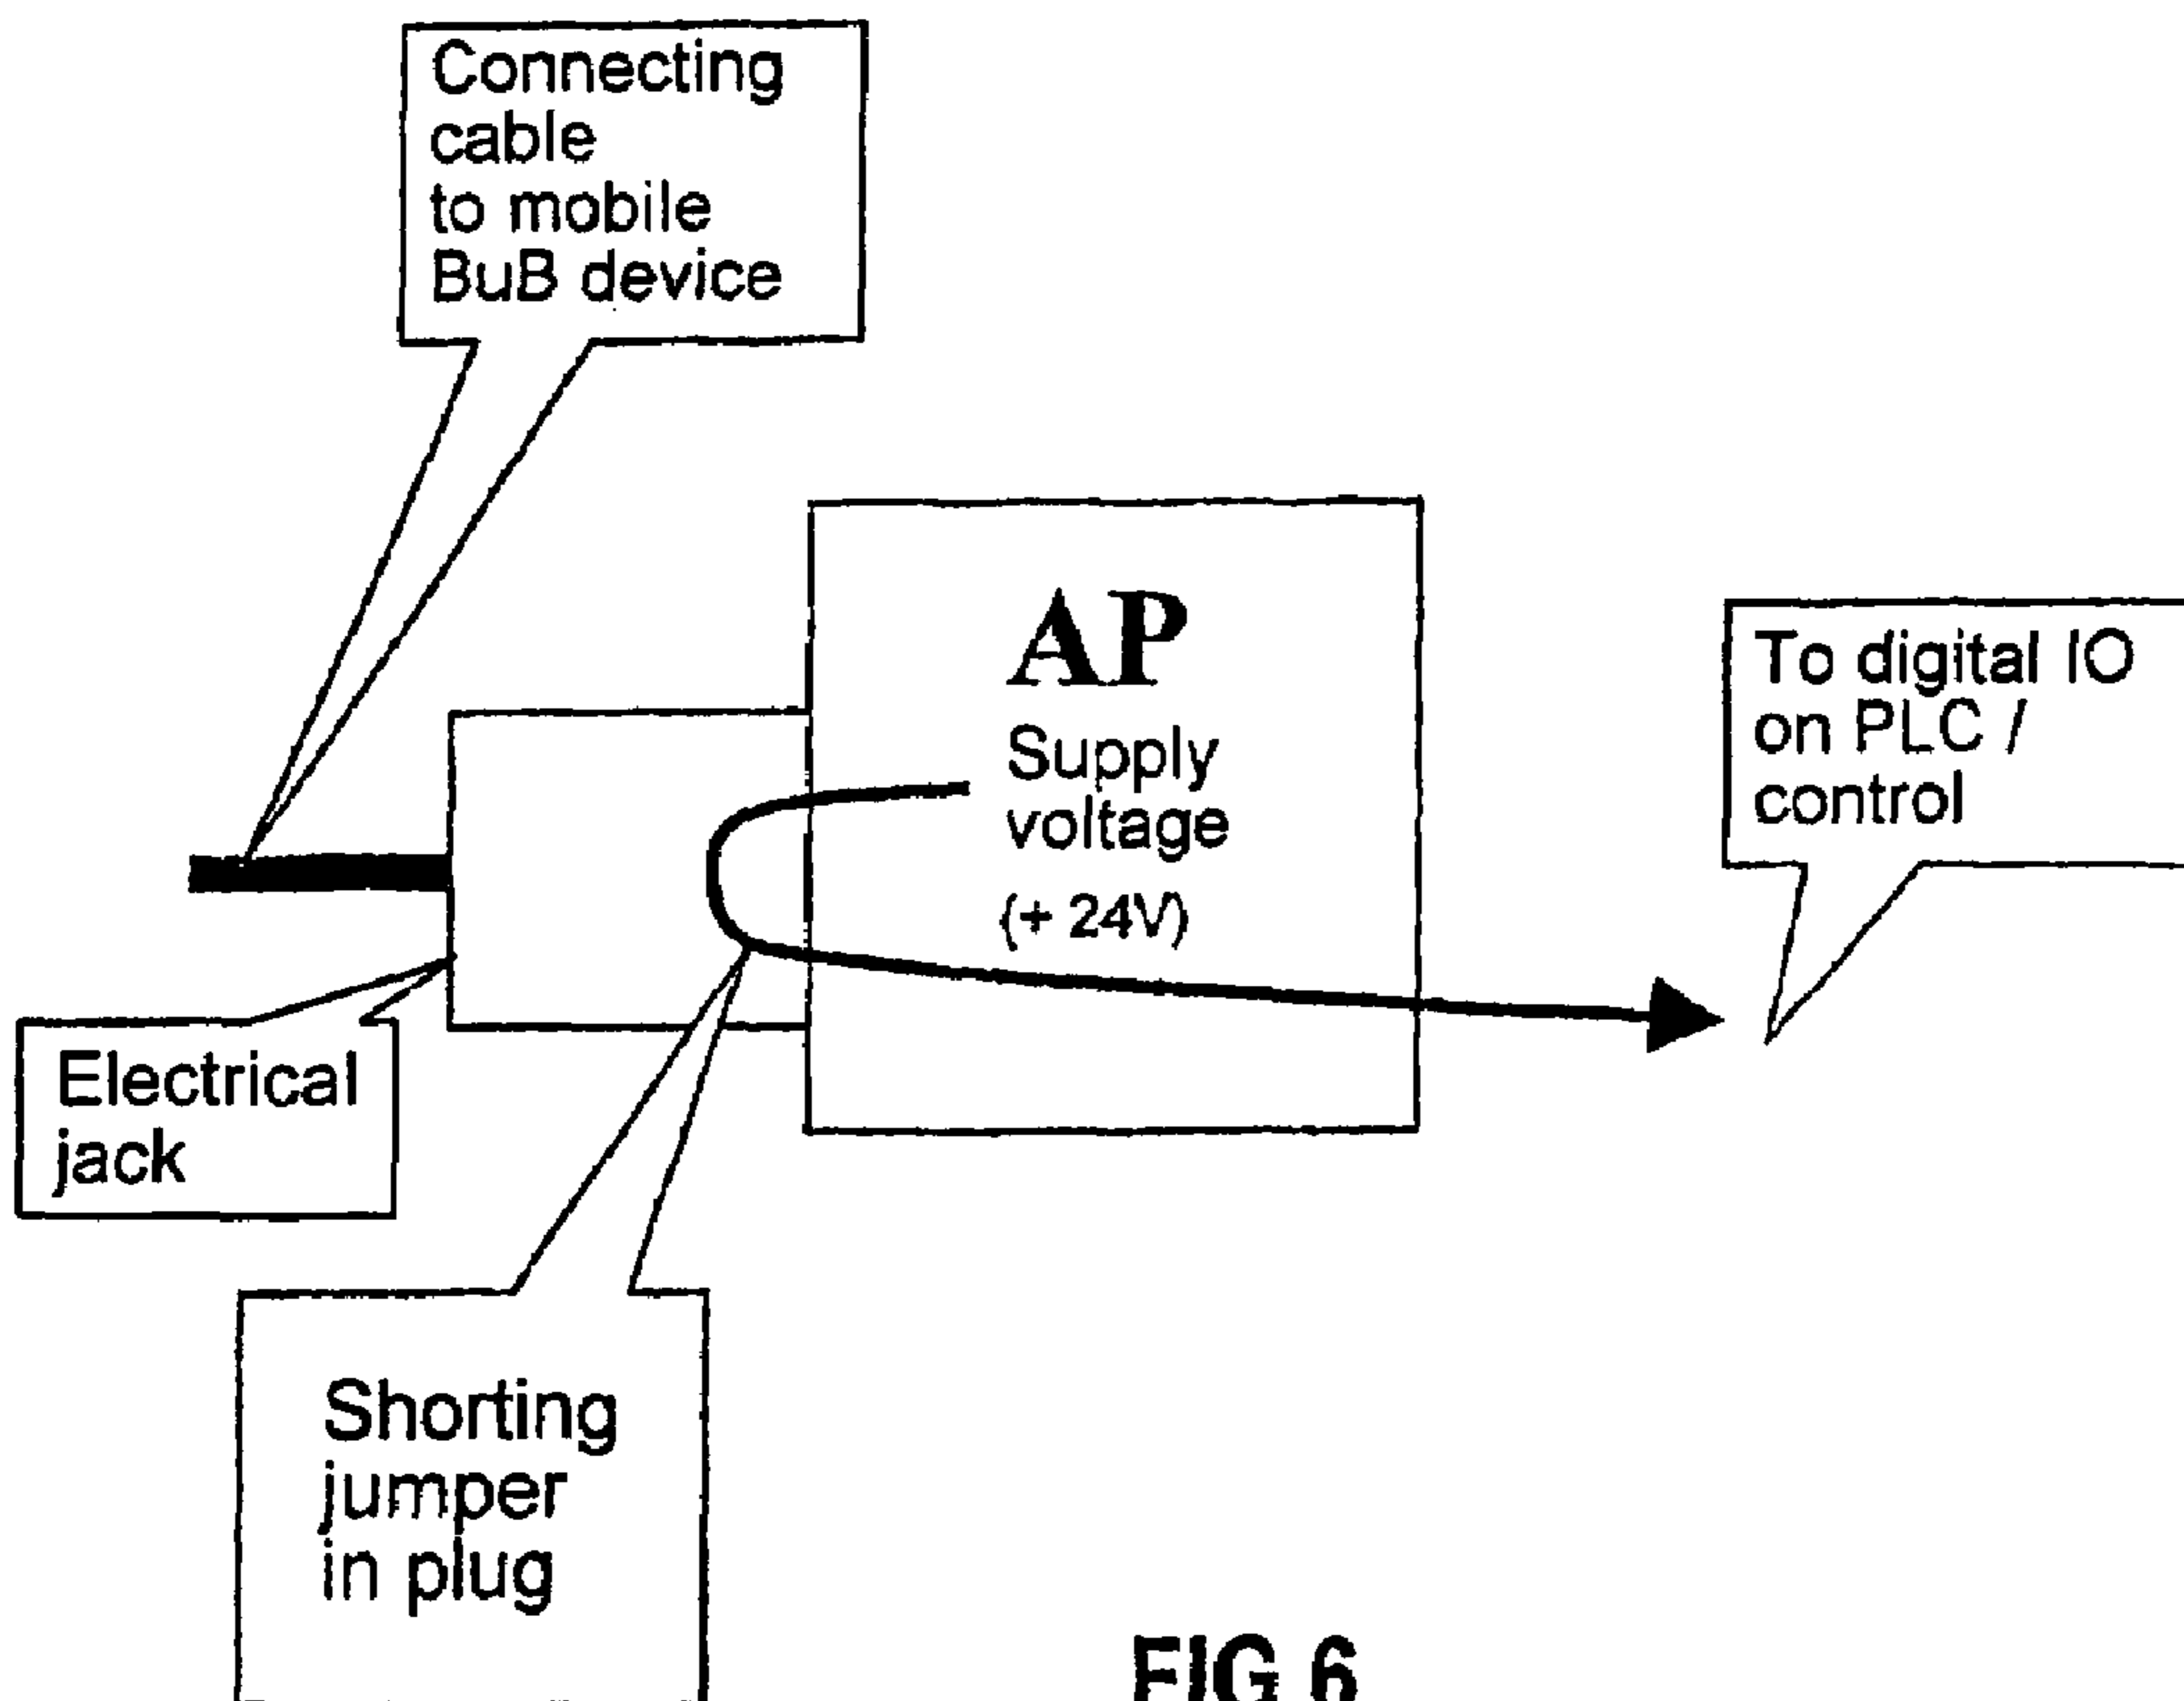 Connecting
cable
to mobile
BuB device
AP
Supply
voltage
(+ 24V)
To digital IO
on PLC /
control
Electrical
jack
Shorting
jumper
in plug
FIG 6